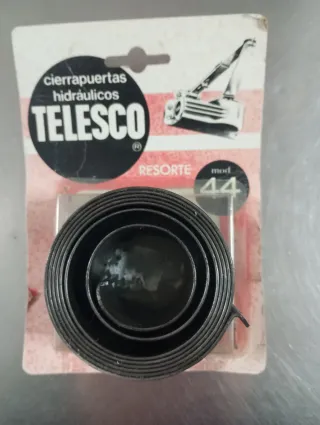 cierrapuertas
hidráulicos
TELESCO
®
RESORTE
mod
44